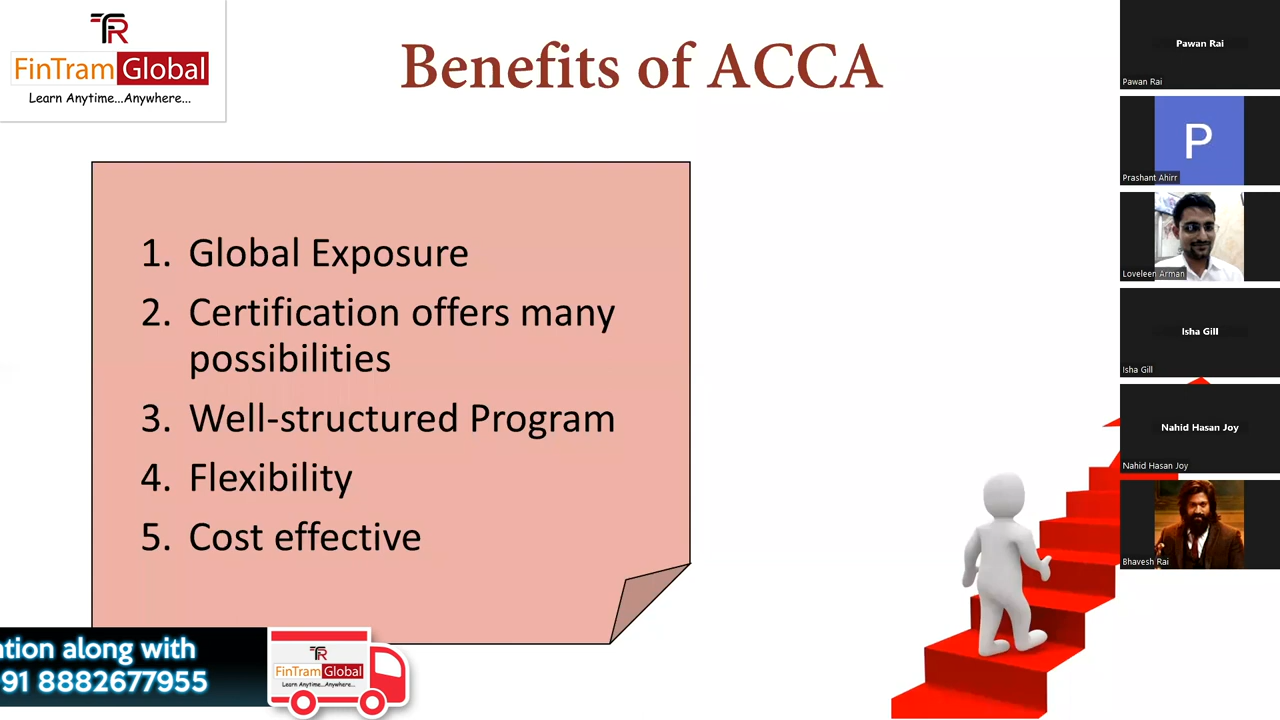 FR
FinTram Global
Learn Anytime...Anywhere...
Benefits of ACCA
1. Global Exposure
2. Certification offers many
possibilities
3. Well-structured Program
4. Flexibility
5. Cost effective
ation along with
91 8882677955
FR
FinTram Global
Learn Anytime...Anywhere...
Pawan Rai
Pawan Rai
P
Prashant Ahirr
Loveleen Arman
Isha Gill
Isha Gill
Nahid Hasan Joy
Nahid Hasan Joy
Bhavesh Rai